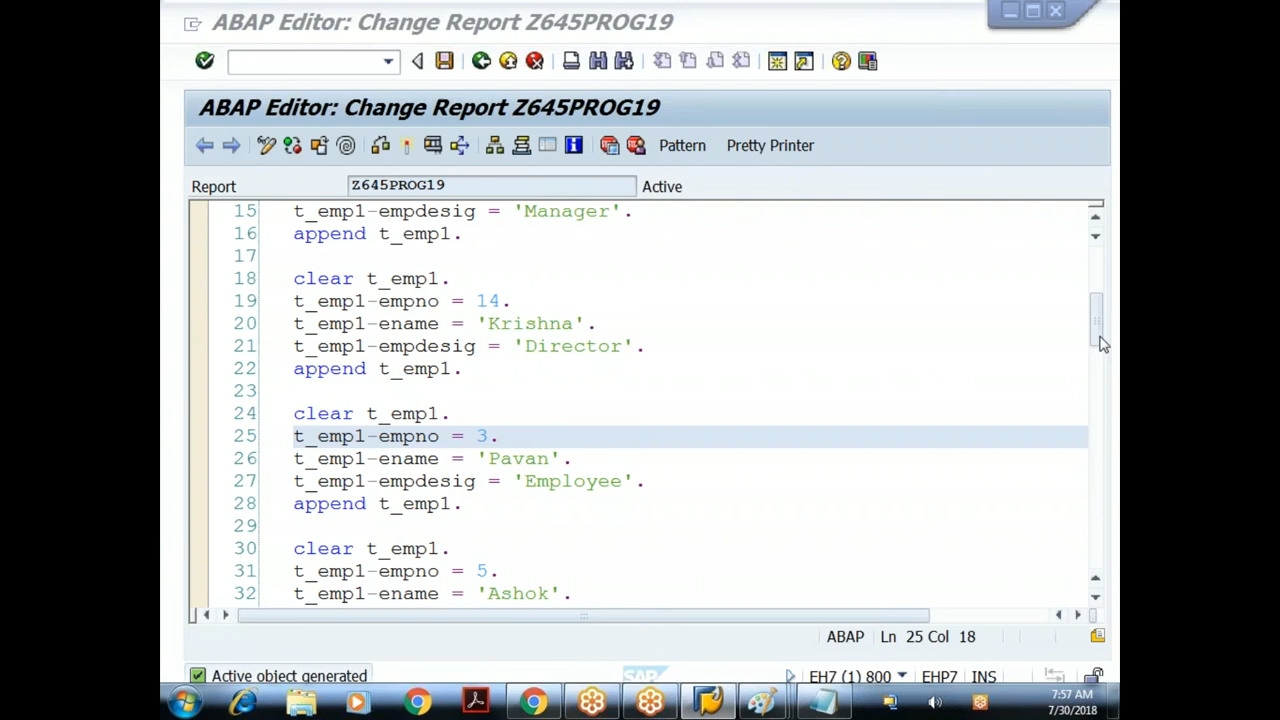 ABAP Editor: Change Report Z645PROG19
ABAP Editor: Change Report Z645PROG19
Pattern Pretty Printer
Report Z645PROG19 Active
15 t_emp1-empdesig = 'Manager'.
16 append t_emp1.
17
18 clear t_emp1.
19 t_emp1-empno = 14.
20 t_emp1-ename = 'Krishna'.
21 t_emp1-empdesig = 'Director'.
22 append t_emp1.
23
24 clear t_emp1.
25 t_emp1-empno = 3.
26 t_emp1-ename = 'Pavan'.
27 t_emp1-empdesig = 'Employee'.
28 append t_emp1.
29
30 clear t_emp1.
31 t_emp1-empno = 5.
32 t_emp1-ename = 'Ashok'.
ABAP Ln 25 Col 18
Active object generated SAP EH7 (1) 800 EHP7 INS
7:57 AM
7/30/2018